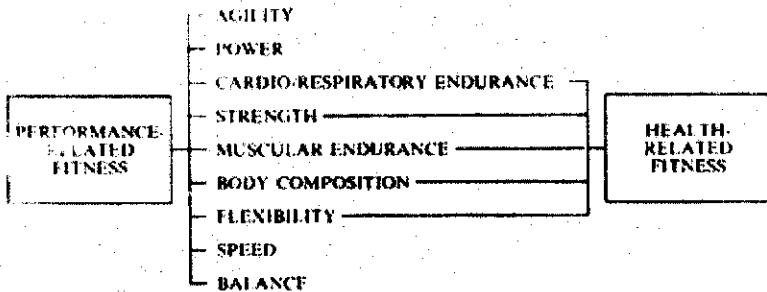 AGILITY
POWER
CARDIO-RESPIRATORY ENDURANCE
STRENGTH
PERFORMANCE-
RELATED
FITNESS
MUSCULAR ENDURANCE
HEALTH-
RELATED
FITNESS
BODY COMPOSITION
FLEXIBILITY
SPEED
BALANCE